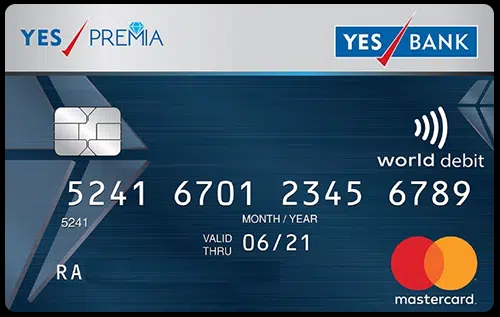 YES PREMIA
YES BANK
world debit
5241 6701 2345 6789
5241
MONTH / YEAR
VALID THRU 06/21
RA
mastercard.